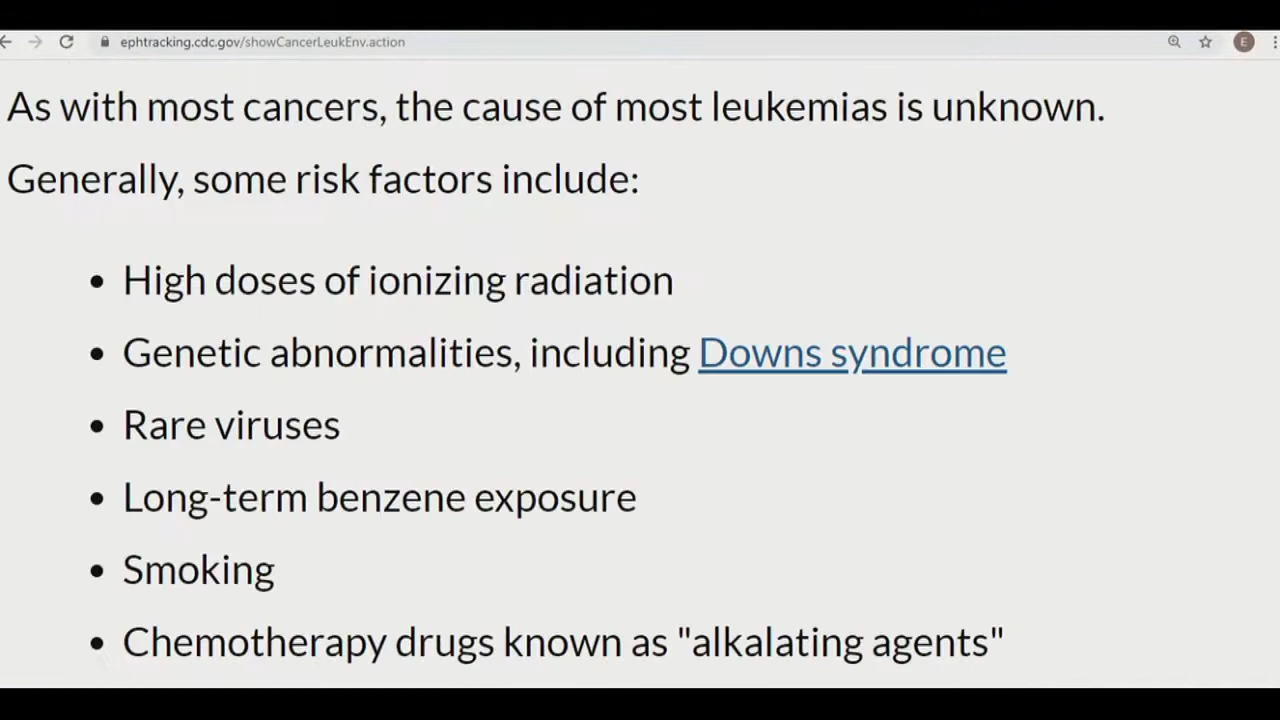 ephtracking.cdc.gov/showCancerLeukEnv.action
E
As with most cancers, the cause of most leukemias is unknown.
Generally, some risk factors include:
• High doses of ionizing radiation
• Genetic abnormalities, including Downs syndrome
• Rare viruses
• Long-term benzene exposure
• Smoking
• Chemotherapy drugs known as "alkalating agents"